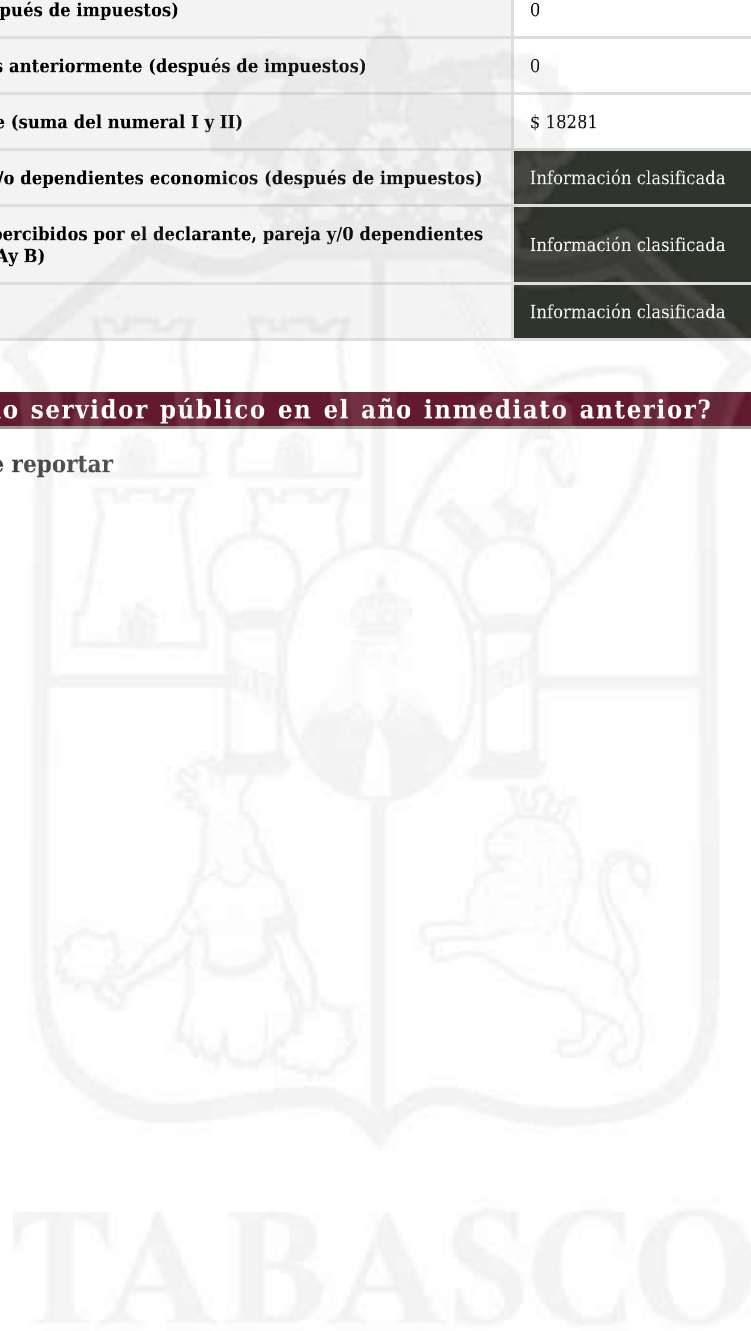 pués de impuestos)
0
s anteriormente (después de impuestos)
0
e (suma del numeral I y II)
$ 18281
/o dependientes economicos (después de impuestos)
Información clasificada
percibidos por el declarante, pareja y/0 dependientes
Ay B)
Información clasificada
Información clasificada
o servidor público en el año inmediato anterior?
e reportar
TABASCO